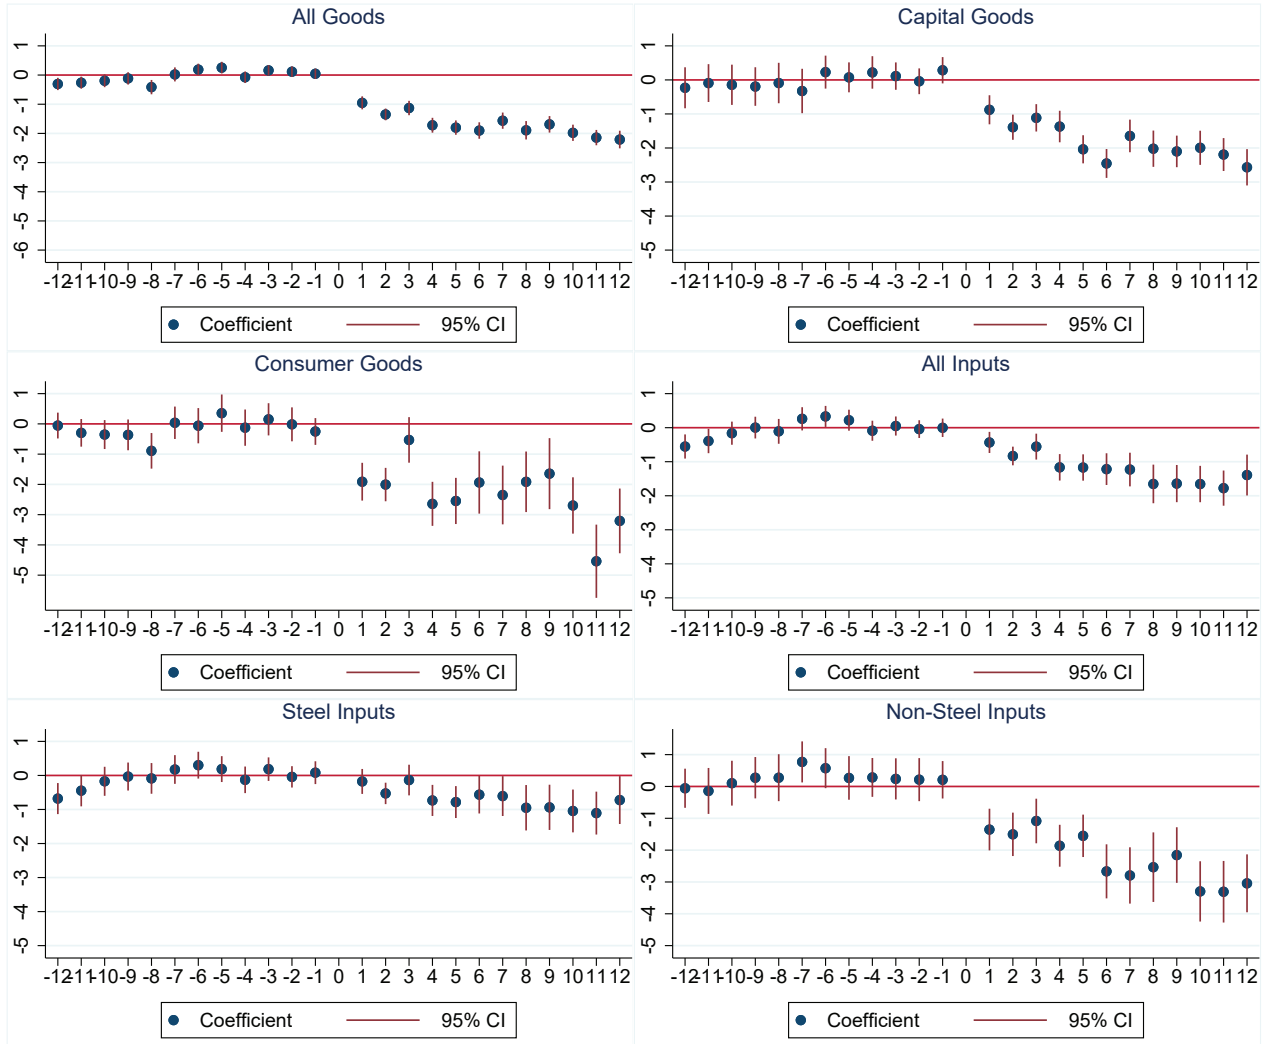 All Goods
1
0
-1
-2
-3
-4
-5
-6
-12 -11 -10 -9 -8 -7 -6 -5 -4 -3 -2 -1 0 1 2 3 4 5 6 7 8 9 10 11 12
Coefficient 95% CI
Capital Goods
1
0
-1
-2
-3
-4
-5
-12 -11 -10 -9 -8 -7 -6 -5 -4 -3 -2 -1 0 1 2 3 4 5 6 7 8 9 10 11 12
Coefficient 95% CI
Consumer Goods
1
0
-1
-2
-3
-4
-5
-12 -11 -10 -9 -8 -7 -6 -5 -4 -3 -2 -1 0 1 2 3 4 5 6 7 8 9 10 11 12
Coefficient 95% CI
All Inputs
1
0
-1
-2
-3
-4
-5
-12 -11 -10 -9 -8 -7 -6 -5 -4 -3 -2 -1 0 1 2 3 4 5 6 7 8 9 10 11 12
Coefficient 95% CI
Steel Inputs
1
0
-1
-2
-3
-4
-5
-12 -11 -10 -9 -8 -7 -6 -5 -4 -3 -2 -1 0 1 2 3 4 5 6 7 8 9 10 11 12
Coefficient 95% CI
Non-Steel Inputs
1
0
-1
-2
-3
-4
-5
-12 -11 -10 -9 -8 -7 -6 -5 -4 -3 -2 -1 0 1 2 3 4 5 6 7 8 9 10 11 12
Coefficient 95% CI